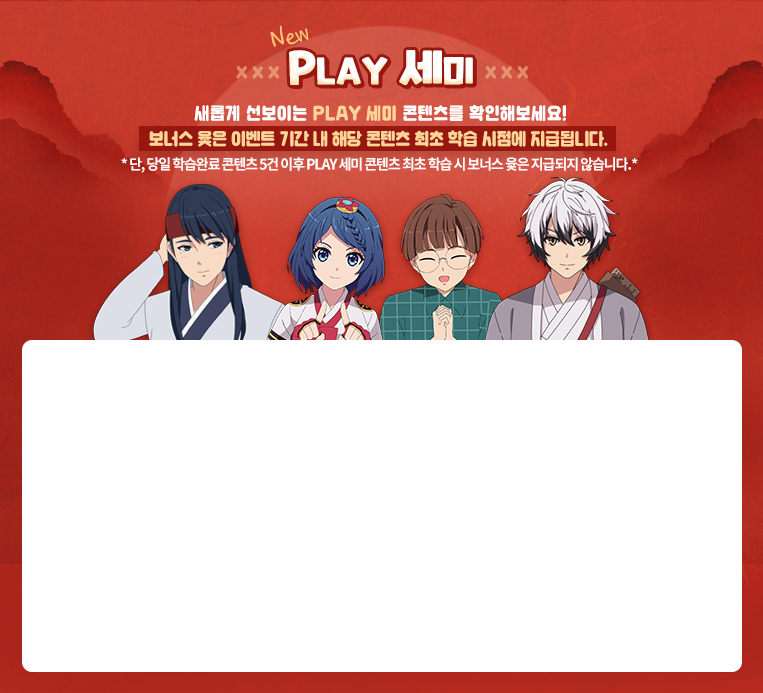 New
PLAY 세미
새롭게 선보이는 PLAY 세미 콘텐츠를 확인해보세요!
보너스 윷은 이벤트 기간 내 해당 콘텐츠 최초 학습 시점에 지급됩니다.
* 단, 당일 학습완료 콘텐츠 5건 이후 PLAY 세미 콘텐츠 최초 학습 시 보너스 윷은 지급되지 않습니다. *